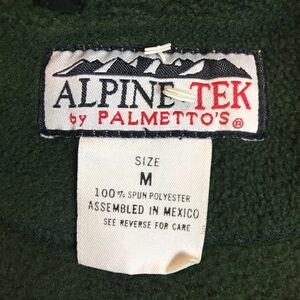 ALPINE TEK
by PALMETTO'S®
SIZE
M
100% SPUN POLYESTER
ASSEMBLED IN MEXICO
SEE REVERSE FOR CARE